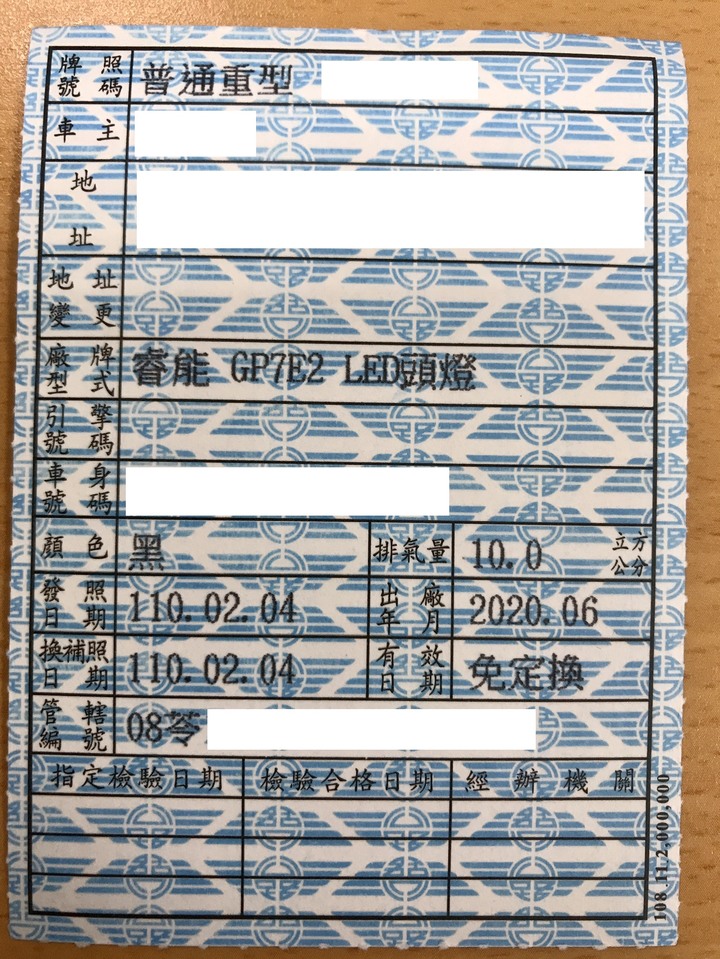 牌照號碼 普通重型
車主
地址
地址變更
廠牌型式 睿能 GP7E2 LED頭燈
引擎號碼
車身號碼
顏色 黑 排氣量 10.0 立方公分
發照日期 110.02.04 出廠年月 2020.06
換補照日期 110.02.04 有效日期 免定換
管轄編號 08苓
指定檢驗日期 檢驗合格日期 經辦機關
108.11.2,000,000